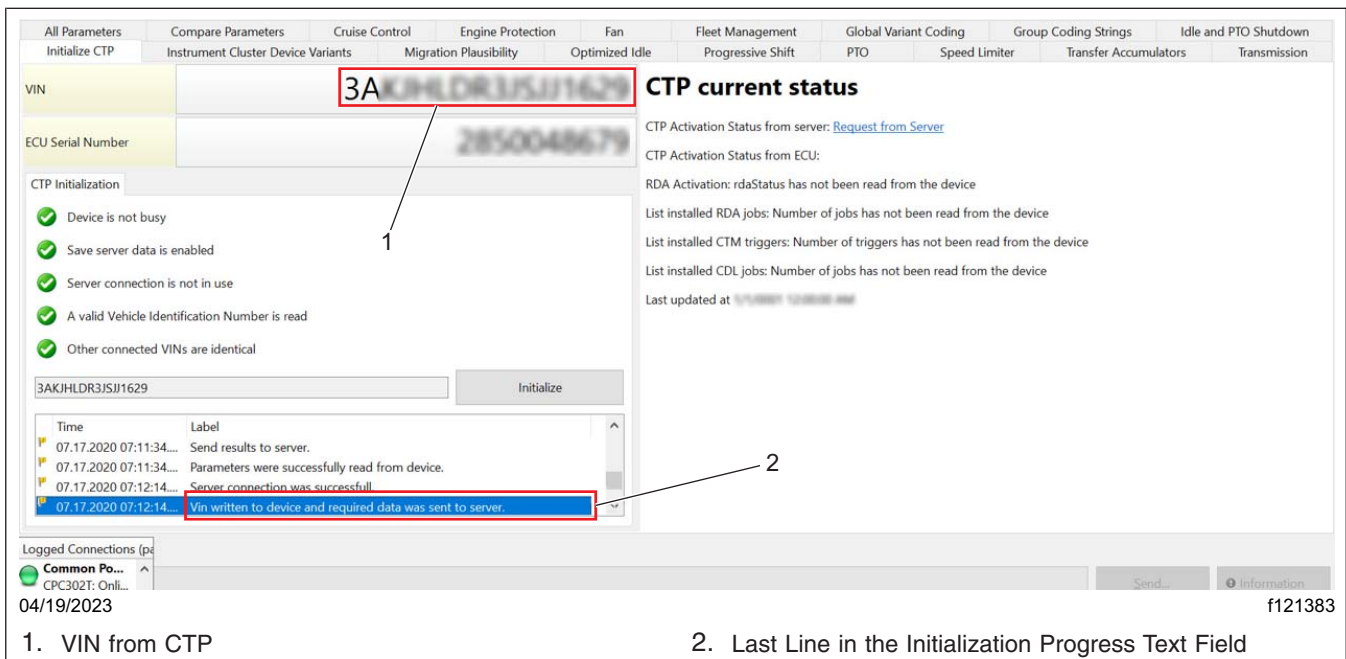 All Parameters Compare Parameters Cruise Control Engine Protection Fan Fleet Management Global Variant Coding Group Coding Strings Idle and PTO Shutdown
Initialize CTP Instrument Cluster Device Variants Migration Plausibility Optimized Idle Progressive Shift PTO Speed Limiter Transfer Accumulators Transmission
VIN 3A
CTP current status
ECU Serial Number
CTP Activation Status from server: Request from Server
CTP Activation Status from ECU:
RDA Activation: rdaStatus has not been read from the device
List installed RDA jobs: Number of jobs has not been read from the device
List installed CTM triggers: Number of triggers has not been read from the device
List installed CDL jobs: Number of jobs has not been read from the device
Last updated at
CTP Initialization
Device is not busy
1
Save server data is enabled
Server connection is not in use
A valid Vehicle Identification Number is read
Other connected VINs are identical
3AKJHLDR3JSJJ1629 Initialize
Time Label
07.17.2020 07:11:34.... Send results to server.
07.17.2020 07:11:34.... Parameters were successfully read from device.
07.17.2020 07:12:14.... Server connection was successfull.
07.17.2020 07:12:14.... Vin written to device and required data was sent to server.
2
Logged Connections (pa
Common Po...
CPC302T: Onli...
Send... Information
04/19/2023 f121383
1. VIN from CTP 2. Last Line in the Initialization Progress Text Field